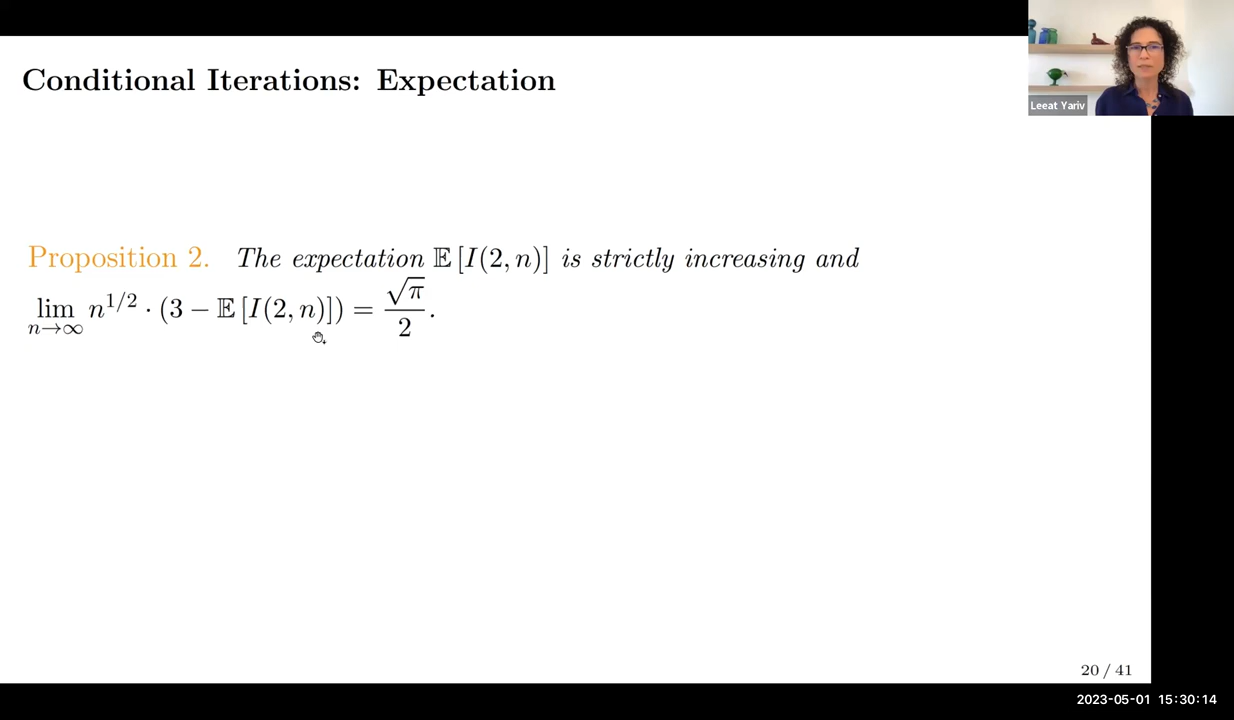 Conditional Iterations: Expectation
Leeat Yariv
Proposition 2. The expectation 𝔼 [I(2, n)] is strictly increasing and
lim n→∞ n^{1/2} · (3 − 𝔼 [I(2, n)]) = √π / 2 .
20 / 41
2023-05-01 15:30:14